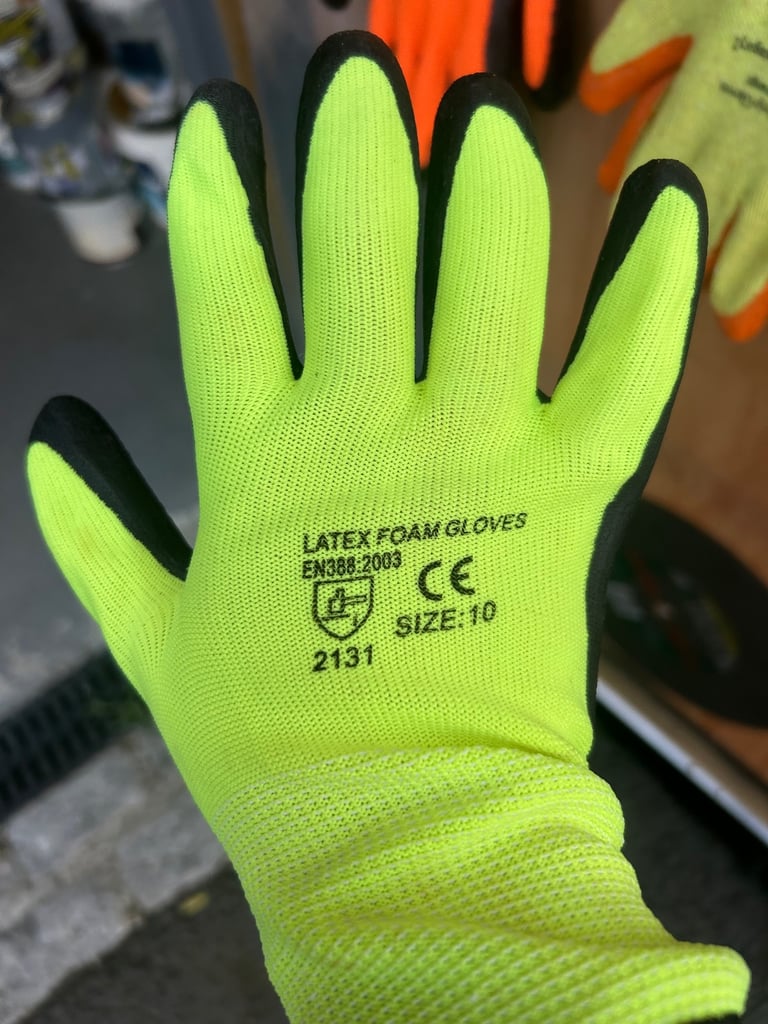 LATEX FOAM GLOVES
EN388:2003
CE
SIZE: 10
2131